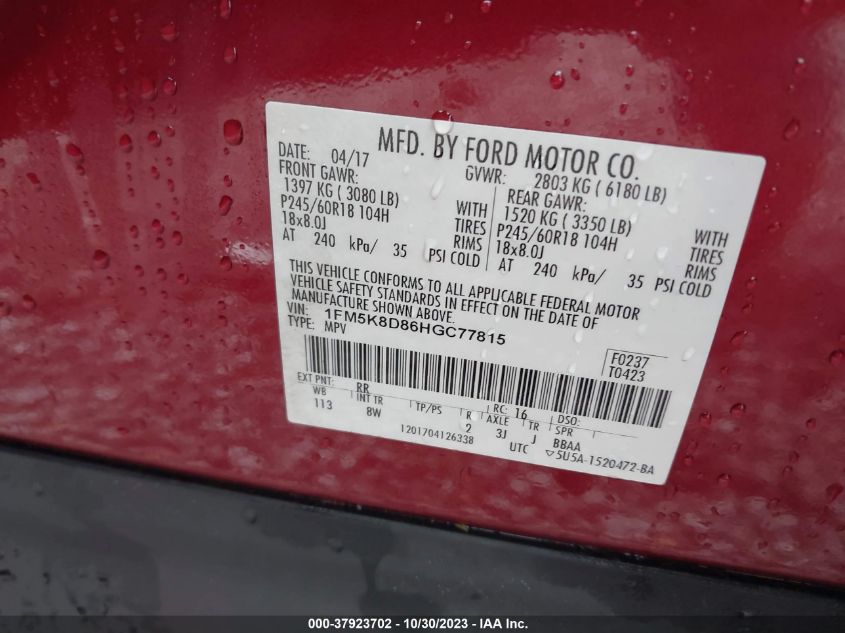 MFD. BY FORD MOTOR CO.
DATE: 04/17 GVWR: 2803 KG ( 6180 LB)
FRONT GAWR: REAR GAWR:
1397 KG ( 3080 LB) WITH 1520 KG ( 3350 LB) WITH
P245/60R18 104H TIRES P245/60R18 104H TIRES
18x8.0J RIMS 18x8.0J RIMS
AT 240 kPa/ 35 PSI COLD AT 240 kPa/ 35 PSI COLD
THIS VEHICLE CONFORMS TO ALL APPLICABLE FEDERAL MOTOR
VEHICLE SAFETY STANDARDS IN EFFECT ON THE DATE OF
MANUFACTURE SHOWN ABOVE.
VIN: 1FM5K8D86HGC77815
TYPE: MPV
F0237
T0423
EXT PNT: RR RC: 16 DSO:
WB INT TR TP/PS R AXLE TR SPR
113 8W 2 3J J BBAA
1201704126338 UTC ▽5U5A-1520472-BA
000-37923702 - 10/30/2023 - IAA Inc.